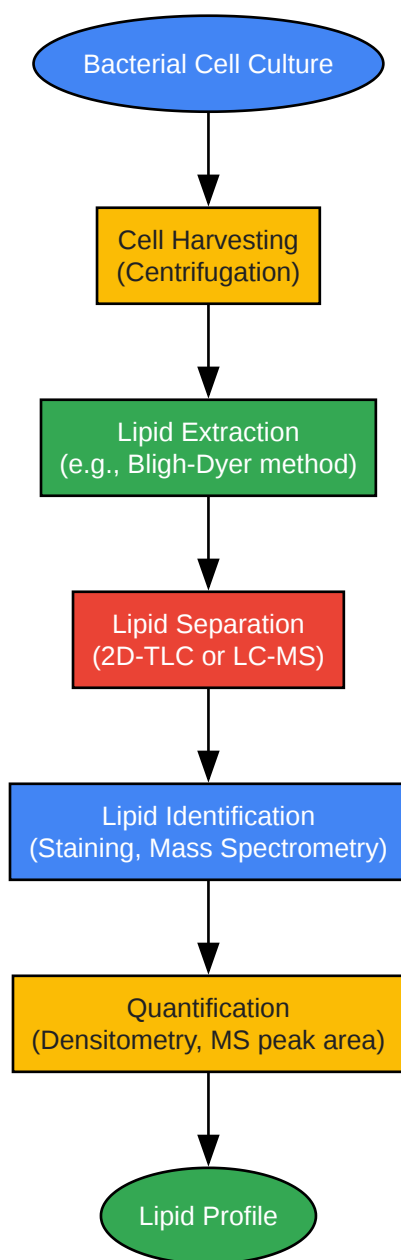 Bacterial Cell Culture
Cell Harvesting
(Centrifugation)
Lipid Extraction
(e.g., Bligh-Dyer method)
Lipid Separation
(2D-TLC or LC-MS)
Lipid Identification
(Staining, Mass Spectrometry)
Quantification
(Densitometry, MS peak area)
Lipid Profile